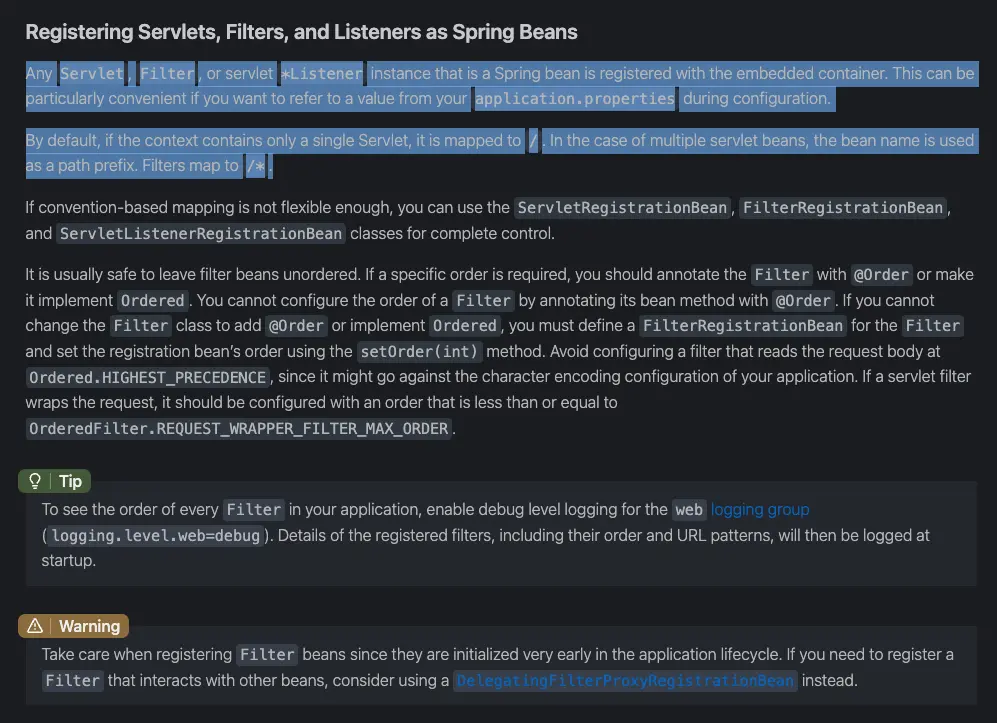 Registering Servlets, Filters, and Listeners as Spring Beans
Any Servlet, Filter, or servlet *Listener instance that is a Spring bean is registered with the embedded container. This can be
particularly convenient if you want to refer to a value from your application.properties during configuration.
By default, if the context contains only a single Servlet, it is mapped to /. In the case of multiple servlet beans, the bean name is used
as a path prefix. Filters map to /*.
If convention-based mapping is not flexible enough, you can use the ServletRegistrationBean, FilterRegistrationBean,
and ServletListenerRegistrationBean classes for complete control.
It is usually safe to leave filter beans unordered. If a specific order is required, you should annotate the Filter with @Order or make
it implement Ordered. You cannot configure the order of a Filter by annotating its bean method with @Order. If you cannot
change the Filter class to add @Order or implement Ordered, you must define a FilterRegistrationBean for the Filter
and set the registration bean’s order using the setOrder(int) method. Avoid configuring a filter that reads the request body at
Ordered.HIGHEST_PRECEDENCE, since it might go against the character encoding configuration of your application. If a servlet filter
wraps the request, it should be configured with an order that is less than or equal to
OrderedFilter.REQUEST_WRAPPER_FILTER_MAX_ORDER.
Tip
To see the order of every Filter in your application, enable debug level logging for the web logging group
(logging.level.web=debug). Details of the registered filters, including their order and URL patterns, will then be logged at
startup.
Warning
Take care when registering Filter beans since they are initialized very early in the application lifecycle. If you need to register a
Filter that interacts with other beans, consider using a DelegatingFilterProxyRegistrationBean instead.